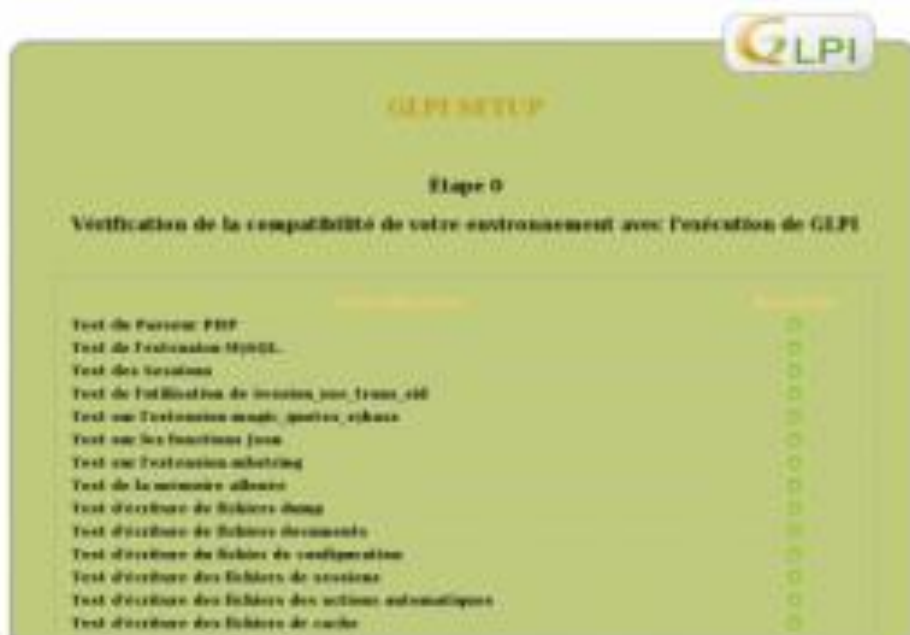 GLPI
GLPI SETUP
Étape 0
Vérification de la compatibilité de votre environnement avec l'exécution de GLPI
Test du Parseur PHP
Test de l'extension MySQL
Test des Sessions
Test de l'utilisation de session_use_trans_sid
Test sur l'extension magic_quotes_sybase
Test sur les fonctions json
Test sur l'extension mbstring
Test de la mémoire allouée
Test d'écriture de fichiers dump
Test d'écriture de fichiers documents
Test d'écriture du fichier de configuration
Test d'écriture des fichiers de sessions
Test d'écriture des fichiers des actions automatiques
Test d'écriture des fichiers de cache